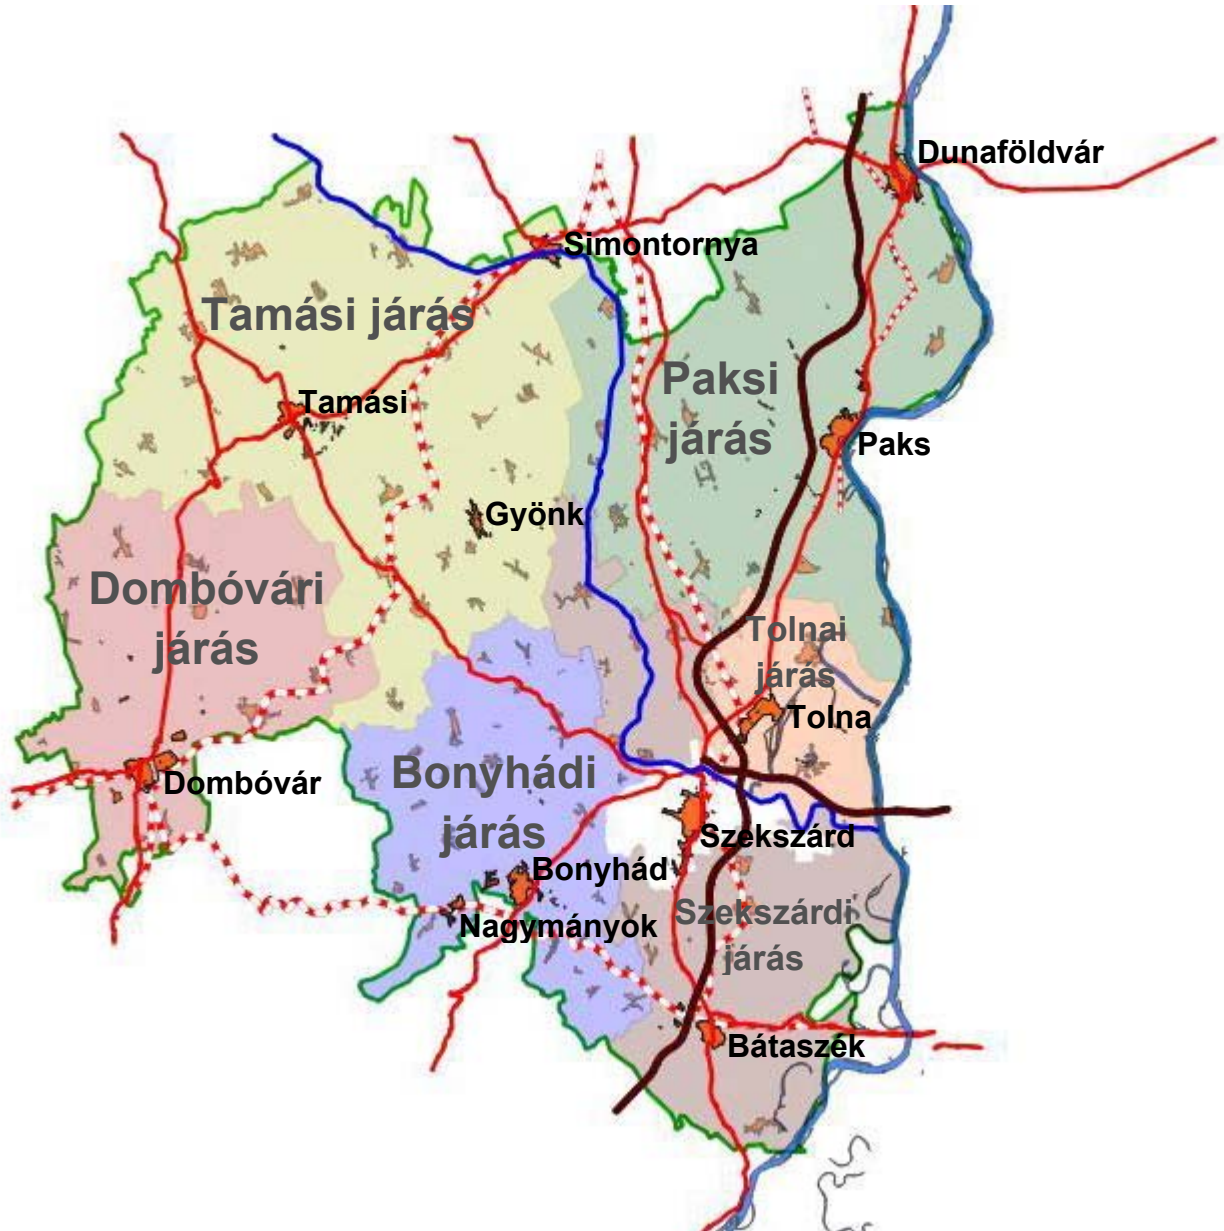 Dunaföldvár
Simontornya
Tamási járás
Paksi
járás
Tamási
Paks
Gyönk
Dombóvári
járás
Tolnai
járás
Tolna
Bonyhádi
járás
Dombóvár
Szekszárd
Bonyhád
Nagymányok
Szekszárdi
járás
Bátaszék